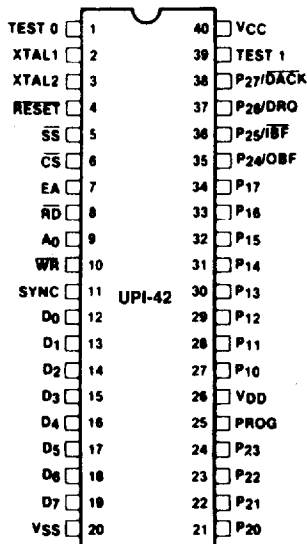 TEST 0 1 40 VCC
XTAL1 2 39 TEST 1
XTAL2 3 38 P27/DACK
RESET 4 37 P26/DRQ
SS 5 36 P25/IBF
CS 6 35 P24/OBF
EA 7 34 P17
RD 8 33 P16
A0 9 32 P15
WR 10 31 P14
SYNC 11 UPI-42 30 P13
D0 12 29 P12
D1 13 28 P11
D2 14 27 P10
D3 15 26 VDD
D4 16 25 PROG
D5 17 24 P23
D6 18 23 P22
D7 19 22 P21
VSS 20 21 P20